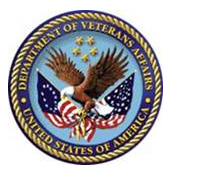 DEPARTMENT OF VETERANS AFFAIRS
UNITED STATES OF AMERICA